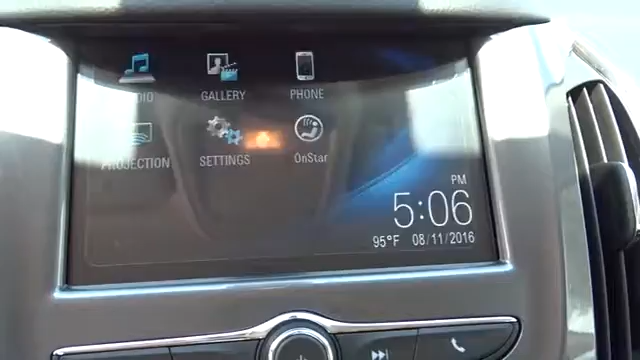 GALLERY
PHONE
PROJECTION
SETTINGS
OnStar
PM
5:06
95°F 08/11/2016